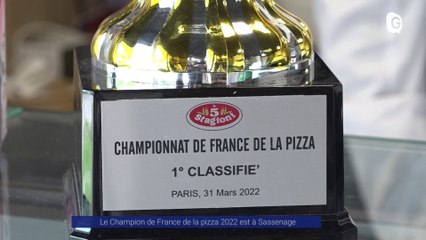 G
le 5
Stagioni
CHAMPIONNAT DE FRANCE DE LA PIZZA
1° CLASSIFIE'
PARIS, 31 Mars 2022
Le Champion de France de la pizza 2022 est à Sassenage